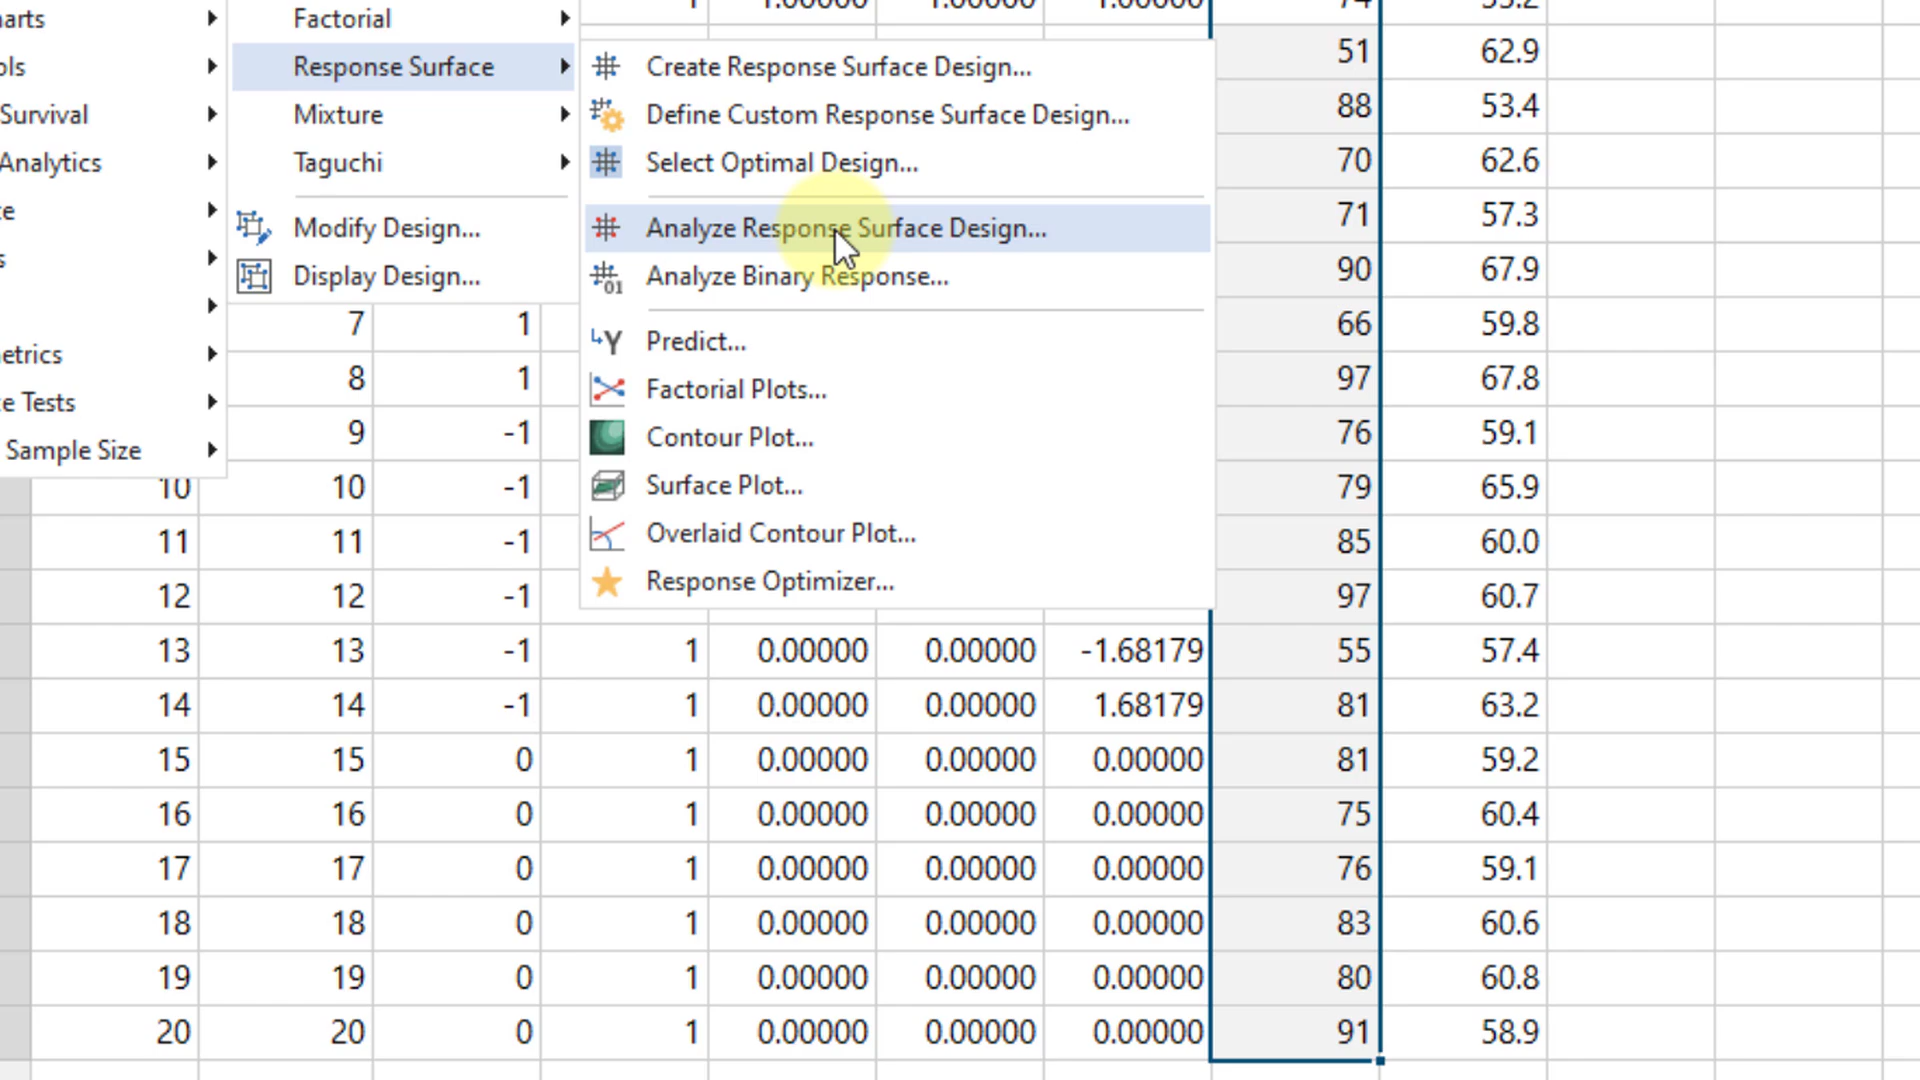 arts
ols
Survival
Analytics
te
s
etrics
te Tests
Sample Size
Factorial
Response Surface
Mixture
Taguchi
Modify Design...
Display Design...
Create Response Surface Design...
Define Custom Response Surface Design...
Select Optimal Design...
Analyze Response Surface Design...
Analyze Binary Response...
Predict...
Factorial Plots...
Contour Plot...
Surface Plot...
Overlaid Contour Plot...
Response Optimizer...
51 62.9
88 53.4
70 62.6
71 57.3
90 67.9
7 1 66 59.8
8 1 97 67.8
9 -1 76 59.1
10 10 -1 79 65.9
11 11 -1 85 60.0
12 12 -1 97 60.7
13 13 -1 1 0.00000 0.00000 -1.68179 55 57.4
14 14 -1 1 0.00000 0.00000 1.68179 81 63.2
15 15 0 1 0.00000 0.00000 0.00000 81 59.2
16 16 0 1 0.00000 0.00000 0.00000 75 60.4
17 17 0 1 0.00000 0.00000 0.00000 76 59.1
18 18 0 1 0.00000 0.00000 0.00000 83 60.6
19 19 0 1 0.00000 0.00000 0.00000 80 60.8
20 20 0 1 0.00000 0.00000 0.00000 91 58.9